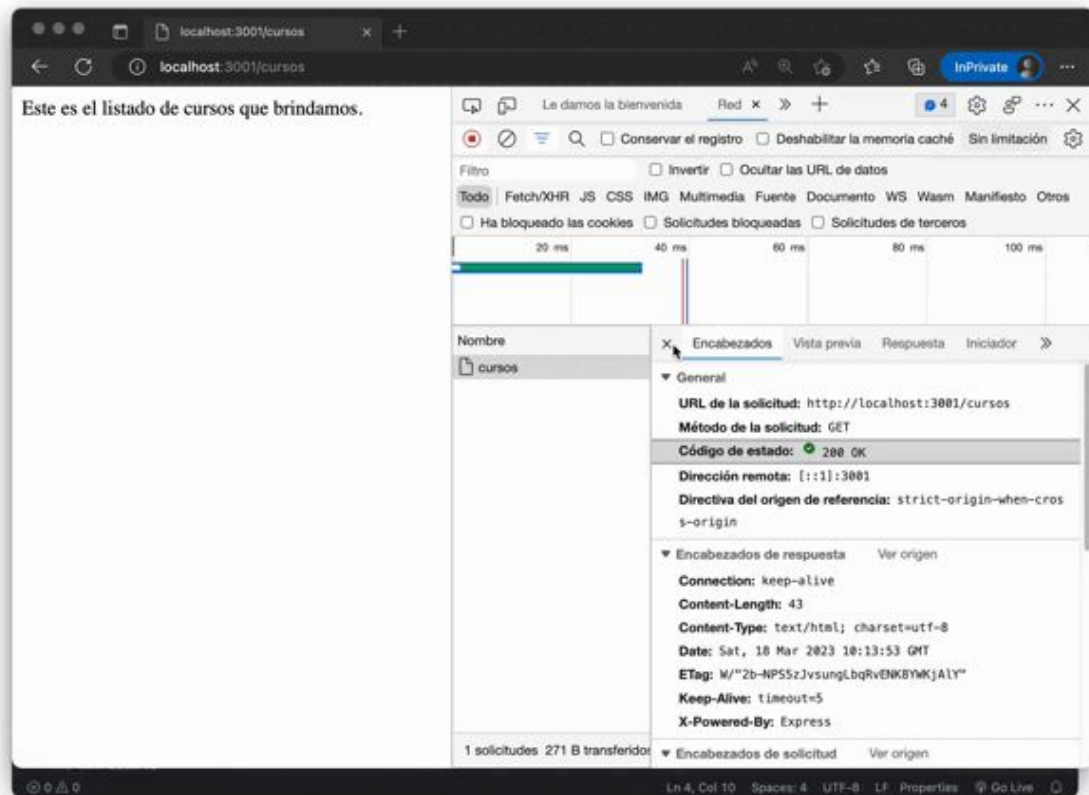 localhost:3001/cursos
localhost:3001/cursos
InPrivate
Este es el listado de cursos que brindamos.
Le damos la bienvenida Red 4
Conservar el registro Deshabilitar la memoria caché Sin limitación
Filtro Invertir Ocultar las URL de datos
Todo Fetch/XHR JS CSS IMG Multimedia Fuente Documento WS Wasm Manifiesto Otros
Ha bloqueado las cookies Solicitudes bloqueadas Solicitudes de terceros
20 ms 40 ms 60 ms 80 ms 100 ms
Nombre
cursos
Encabezados Vista previa Respuesta Iniciador
General
URL de la solicitud: http://localhost:3001/cursos
Método de la solicitud: GET
Código de estado: 200 OK
Dirección remota: [::1]:3001
Directiva del origen de referencia: strict-origin-when-cros
s-origin
Encabezados de respuesta Ver origen
Connection: keep-alive
Content-Length: 43
Content-Type: text/html; charset=utf-8
Date: Sat, 18 Mar 2023 10:13:53 GMT
ETag:
Keep-Alive: timeout=5
X-Powered-By: Express
1 solicitudes 271 B transferidos
Encabezados de solicitud Ver origen
0 0 Ln 4, Col 10 Spaces: 4 UTF-8 LF Properties Go Live